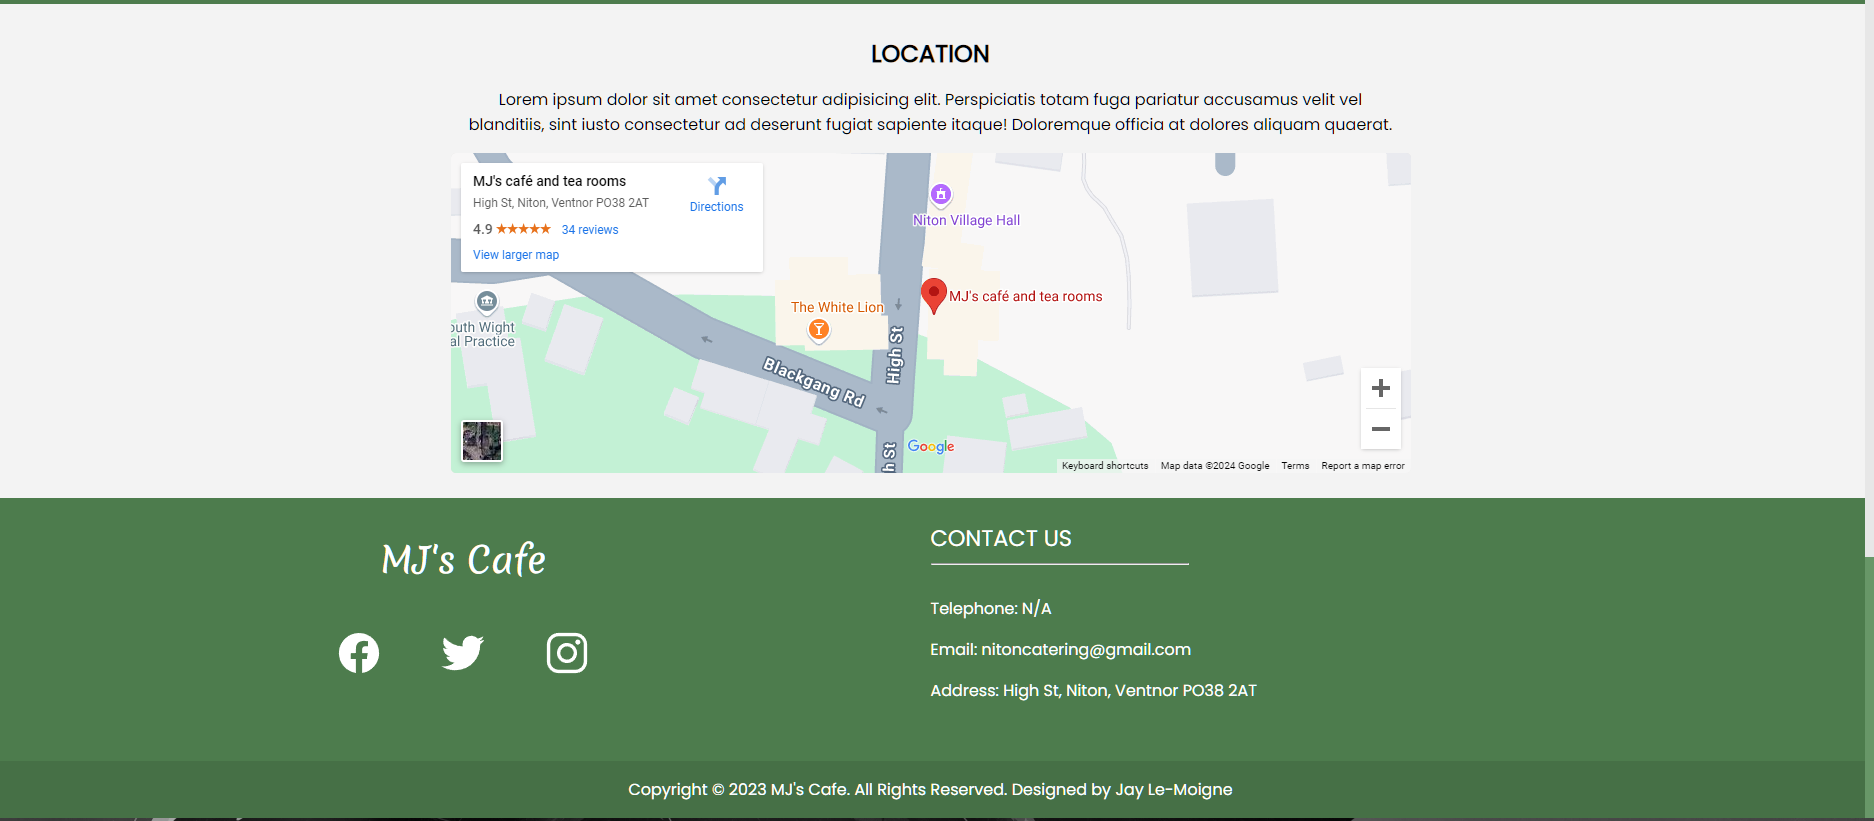 LOCATION
Lorem ipsum dolor sit amet consectetur adipisicing elit. Perspiciatis totam fuga pariatur accusamus velit vel
blanditiis, sint iusto consectetur ad deserunt fugiat sapiente itaque! Doloremque officia at dolores aliquam quaerat.
MJ's café and tea rooms
High St, Niton, Ventnor PO38 2AT
Directions
4.9 ★★★★★ 34 reviews
View larger map
Niton Village Hall
MJ's café and tea rooms
The White Lion
outh Wight
al Practice
High St
Blackgang Rd
h St
Google
Keyboard shortcuts Map data ©2024 Google Terms Report a map error
MJ's Cafe
CONTACT US
Telephone: N/A
Email: nitoncatering@gmail.com
Address: High St, Niton, Ventnor PO38 2AT
Copyright © 2023 MJ's Cafe. All Rights Reserved. Designed by Jay Le-Moigne